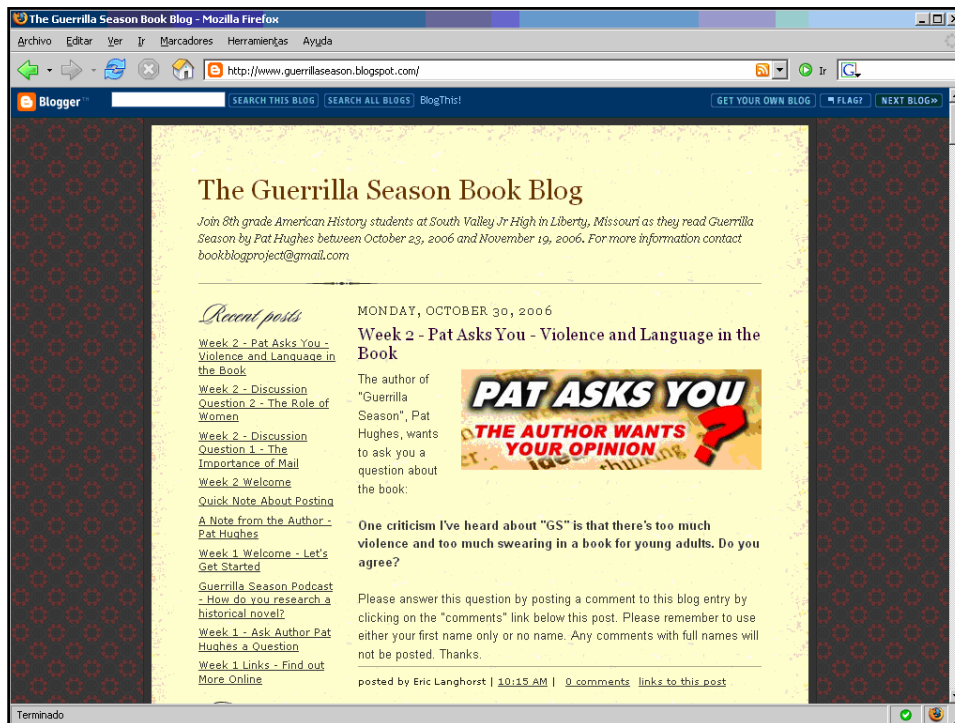 The Guerrilla Season Book Blog - Mozilla Firefox
Archivo Editar Ver Ir Marcadores Herramientas Ayuda
http://www.guerrillaseason.blogspot.com/ Ir G
Blogger™ SEARCH THIS BLOG SEARCH ALL BLOGS BlogThis! GET YOUR OWN BLOG FLAG? NEXT BLOG»
The Guerrilla Season Book Blog
Join 8th grade American History students at South Valley Jr High in Liberty, Missouri as they read Guerrilla
Season by Pat Hughes between October 23, 2006 and November 19, 2006. For more information contact
bookblogproject@gmail.com
Recent posts
Week 2 - Pat Asks You -
Violence and Language in
the Book
Week 2 - Discussion
Question 2 - The Role of
Women
Week 2 - Discussion
Question 1 - The
Importance of Mail
Week 2 Welcome
Quick Note About Posting
A Note from the Author -
Pat Hughes
Week 1 Welcome - Let's
Get Started
Guerrilla Season Podcast
- How do you research a
historical novel?
Week 1 - Ask Author Pat
Hughes a Question
Week 1 Links - Find out
More Online
MONDAY, OCTOBER 30, 2006
Week 2 - Pat Asks You - Violence and Language in the
Book
The author of
"Guerrilla
Season", Pat
Hughes, wants
to ask you a
question about
the book:
PAT ASKS YOU
THE AUTHOR WANTS
YOUR OPINION
?
thinking
One criticism I've heard about "GS" is that there's too much
violence and too much swearing in a book for young adults. Do you
agree?
Please answer this question by posting a comment to this blog entry by
clicking on the "comments" link below this post. Please remember to use
either your first name only or no name. Any comments with full names will
not be posted. Thanks.
posted by Eric Langhorst | 10:15 AM | 0 comments links to this post
Terminado